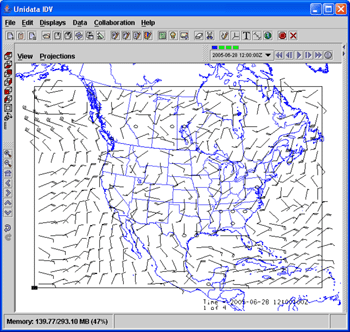 Unidata IDV
File Edit Displays Data Collaboration Help
View Projections
2005-06-28 12:00:00Z
Time - 2005-06-28 12:00:00Z
1 of 4
Memory: 139.77/293.10 MB (47%)